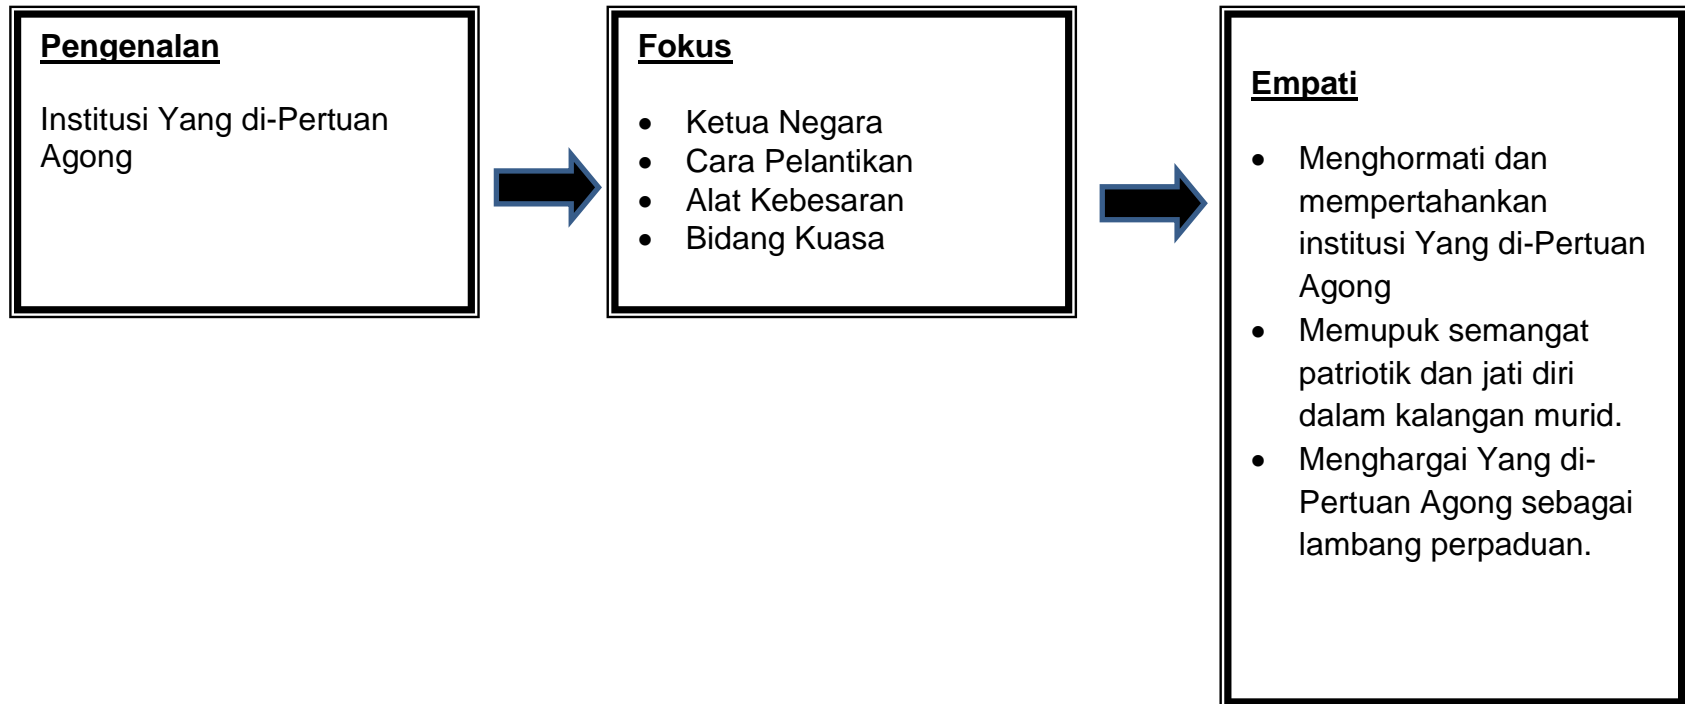 Pengenalan
Institusi Yang di-Pertuan
Agong
Fokus
• Ketua Negara
• Cara Pelantikan
• Alat Kebesaran
• Bidang Kuasa
Empati
• Menghormati dan
mempertahankan
institusi Yang di-Pertuan
Agong
• Memupuk semangat
patriotik dan jati diri
dalam kalangan murid.
• Menghargai Yang di-
Pertuan Agong sebagai
lambang perpaduan.